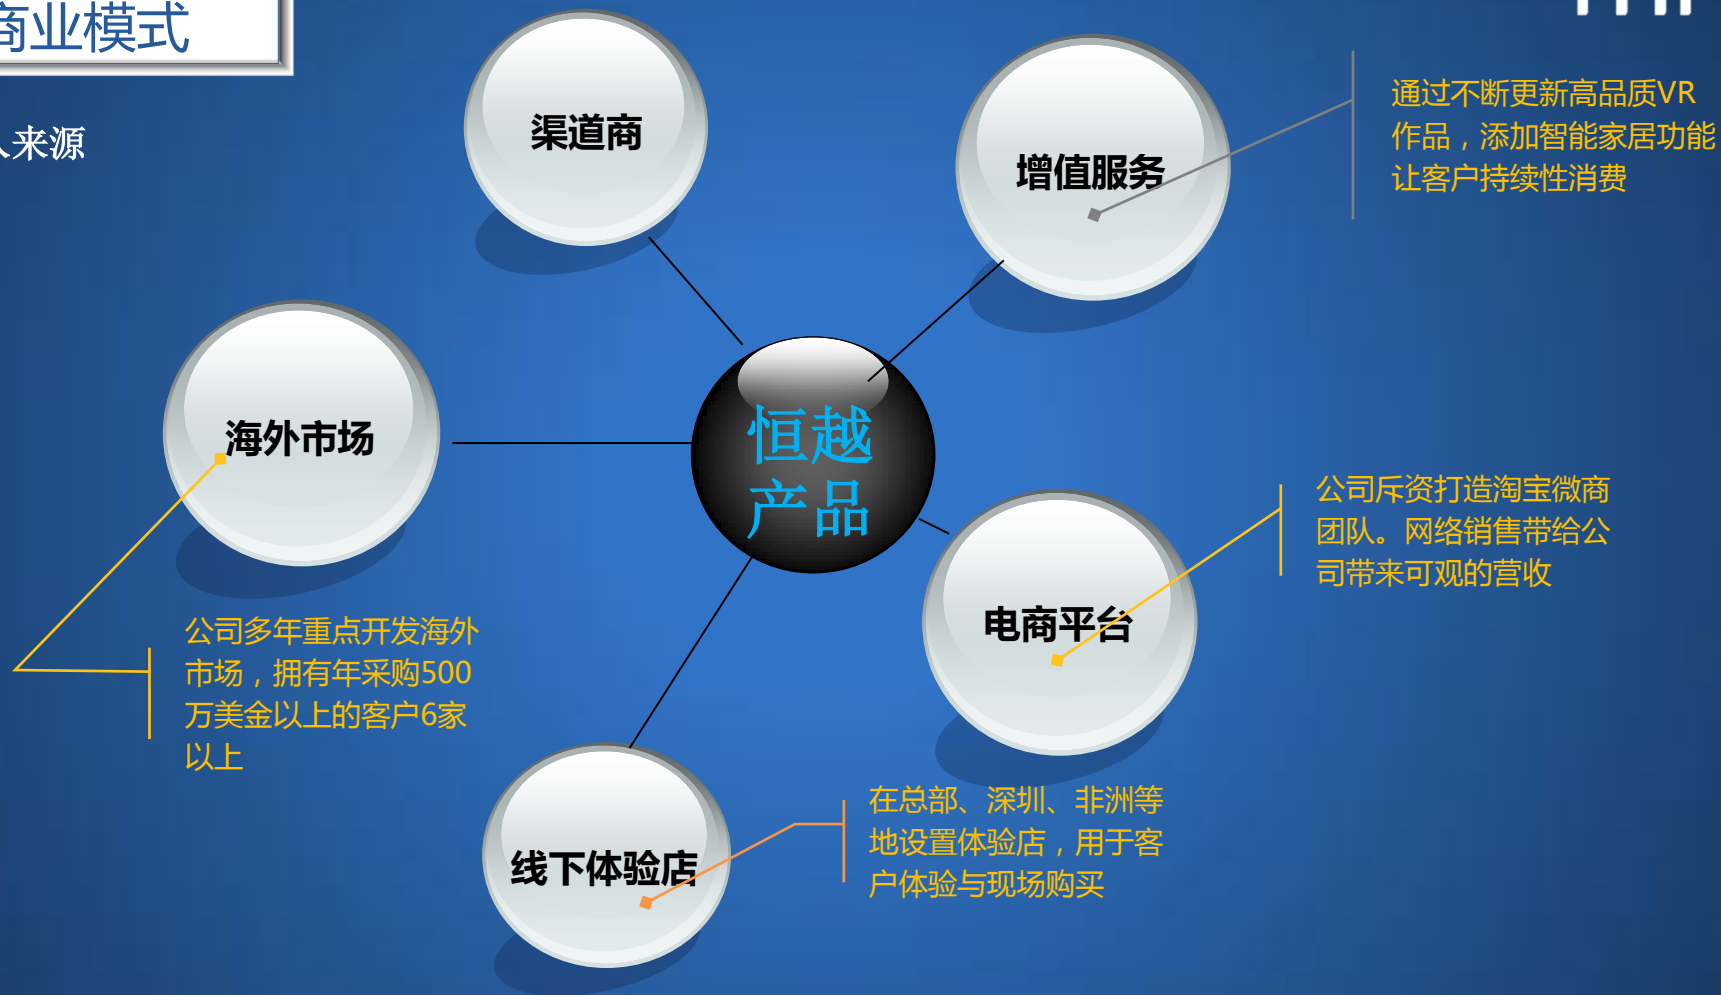 商业模式
来源
渠道商
增值服务
通过不断更新高品质VR
作品，添加智能家居功能
让客户持续性消费
海外市场
恒越
产品
公司多年重点开发海外
市场，拥有年采购500
万美金以上的客户6家
以上
电商平台
公司斥资打造淘宝微商
团队。网络销售带给公
司带来可观的营收
线下体验店
在总部、深圳、非洲等
地设置体验店，用于客
户体验与现场购买